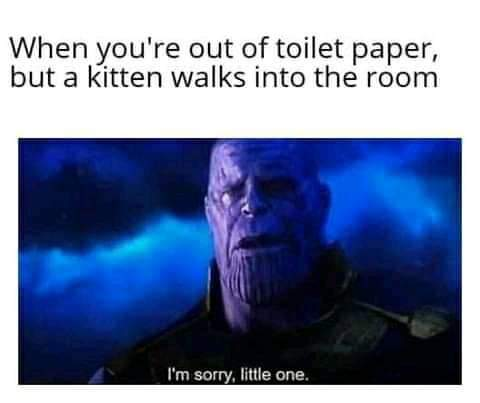 When you're out of toilet paper,
but a kitten walks into the room
I'm sorry, little one.